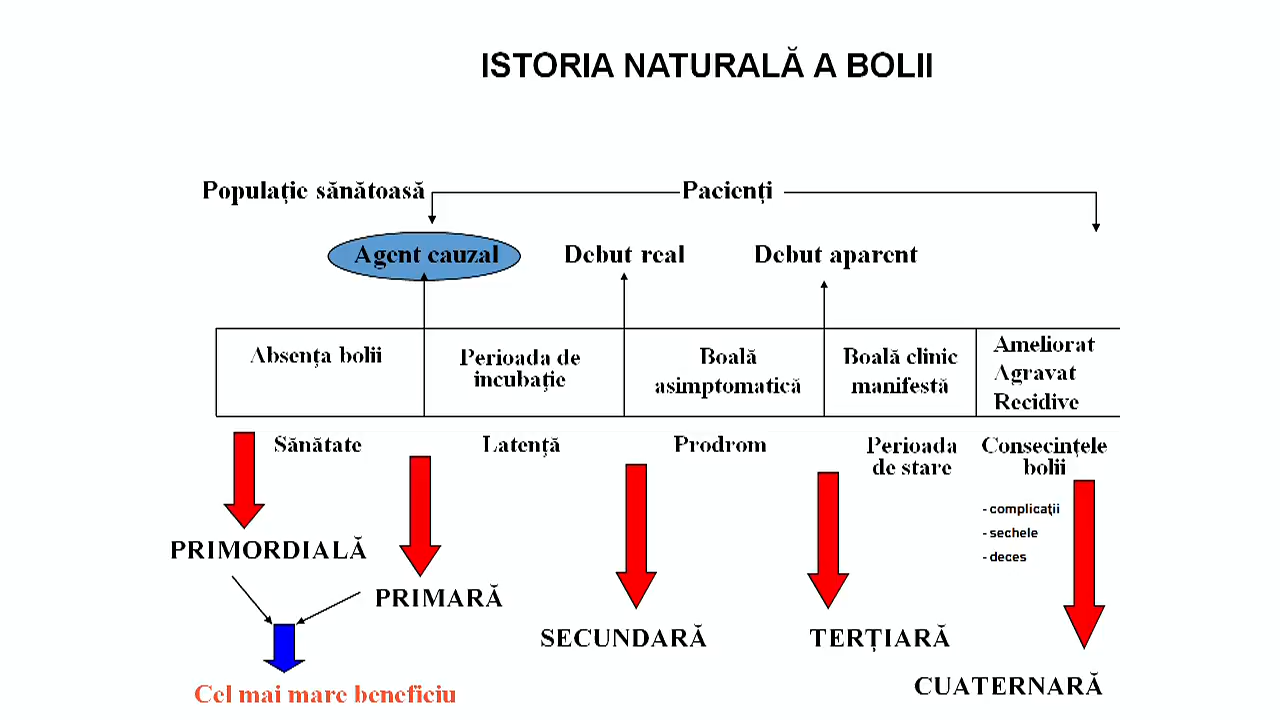 ISTORIA NATURALĂ A BOLII
Populație sănătoasă
Pacienți
Agent cauzal
Debut real
Debut aparent
Absența bolii
Perioada de
incubație
Boală
asimptomatică
Boală clinic
manifestă
Ameliorat
Agravat
Recidive
Sănătate
Latență
Prodrom
Perioada
de stare
Consecințele
bolii
- complicații
- sechele
- deces
PRIMORDIALĂ
PRIMARĂ
SECUNDARĂ
TERȚIARĂ
CUATERNARĂ
Cel mai mare beneficiu